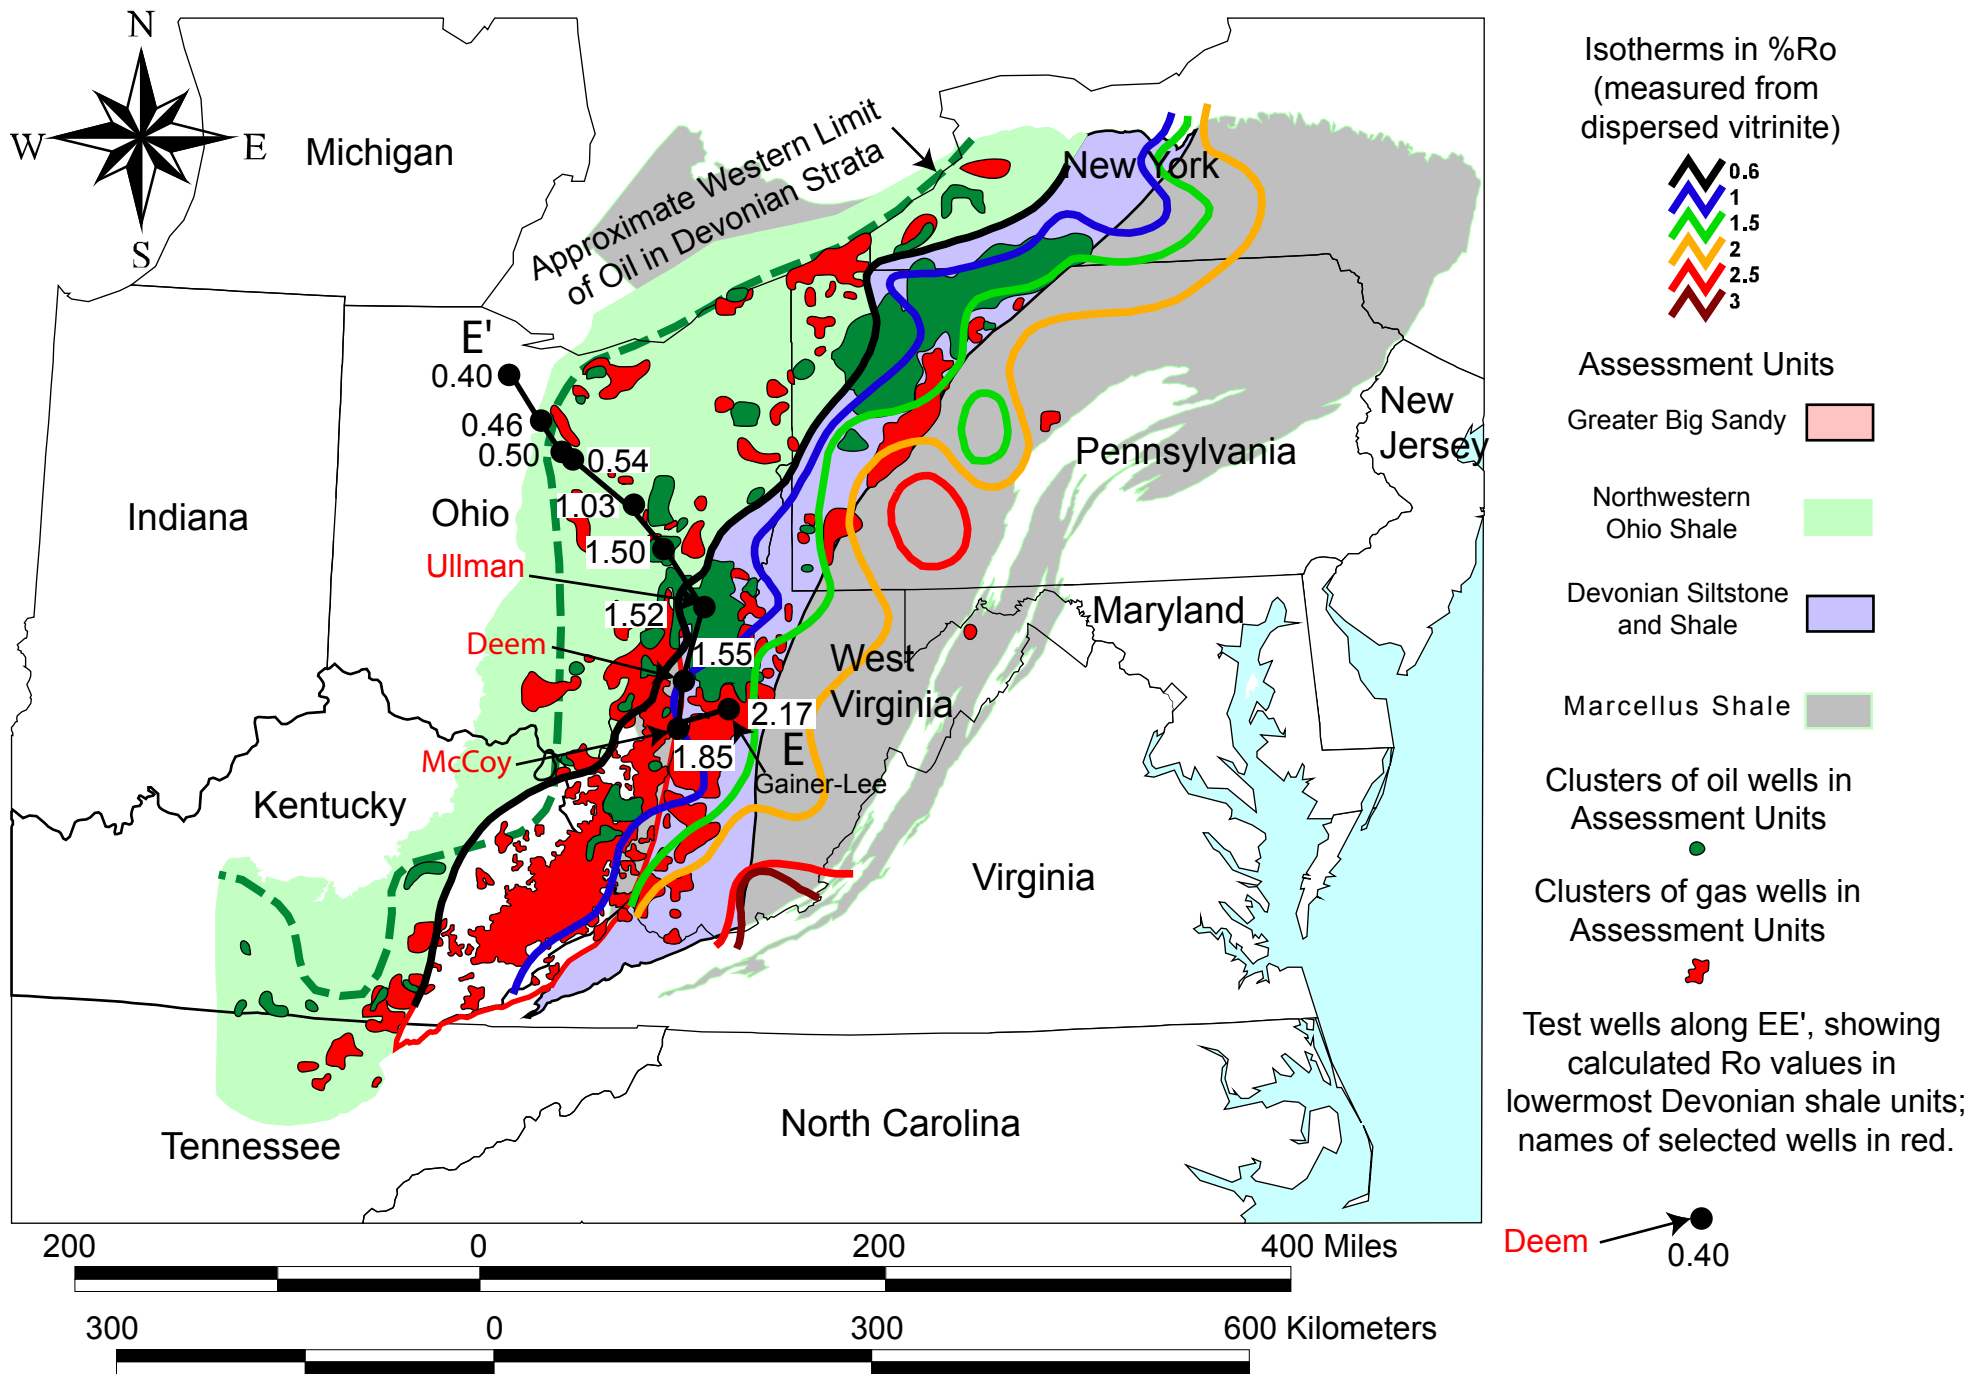 N
W
E
S
Michigan
Approximate Western Limit
of Oil in Devonian Strata
New York
E'
0.40
0.46
0.50
0.54
1.03
1.50
1.52
1.55
2.17
1.85
E
Ullman
Deem
McCoy
Gainer-Lee
Indiana
Ohio
Pennsylvania
New
Jersey
Maryland
West
Virginia
Kentucky
Virginia
Tennessee
North Carolina
200
0
200
400 Miles
300
0
300
600 Kilometers
Isotherms in %Ro
(measured from
dispersed vitrinite)
0.6
1
1.5
2
2.5
3
Assessment Units
Greater Big Sandy
Northwestern
Ohio Shale
Devonian Siltstone
and Shale
Marcellus Shale
Clusters of oil wells in
Assessment Units
Clusters of gas wells in
Assessment Units
Test wells along EE', showing
calculated Ro values in
lowermost Devonian shale units;
names of selected wells in red.
Deem
0.40